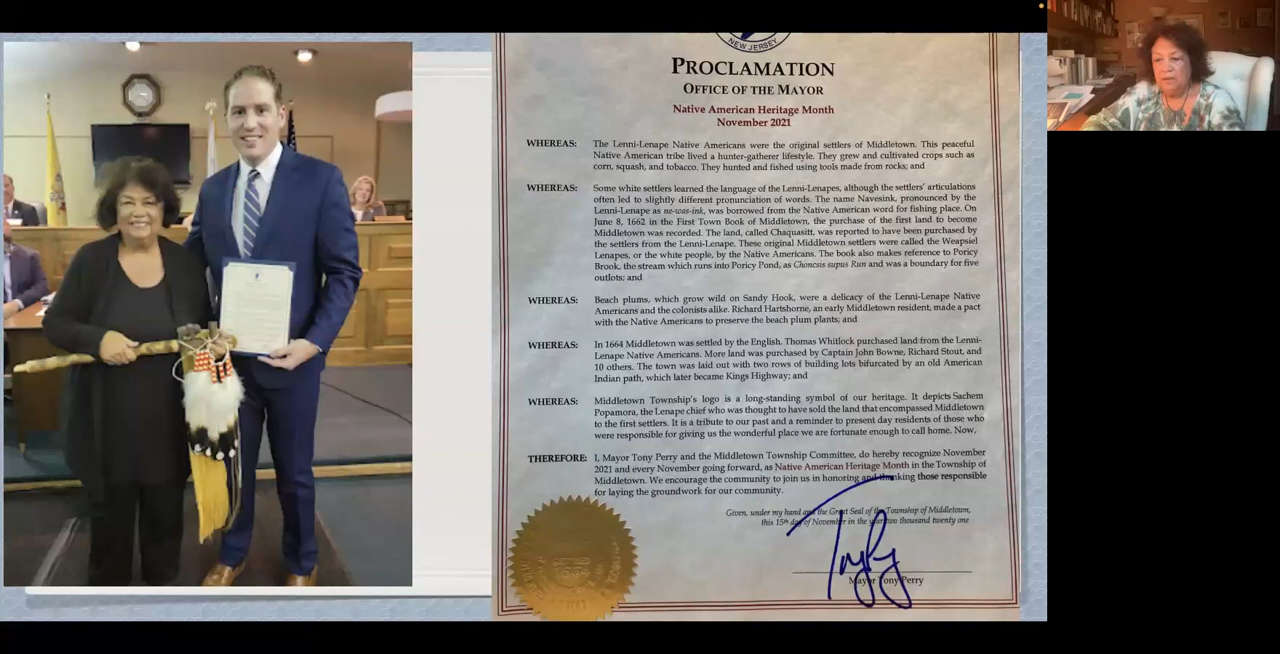 NEW JERSEY
PROCLAMATION
OFFICE OF THE MAYOR
Native American Heritage Month
November 2021
WHEREAS: The Lenni-Lenape Native Americans were the original settlers of Middletown. This peaceful
Native American tribe lived a hunter-gatherer lifestyle. They grew and cultivated crops such as
corn, squash, and tobacco. They hunted and fished using tools made from rocks; and
WHEREAS: Some white settlers learned the language of the Lenni-Lenapes, although the settlers' articulations
often led to slightly different pronunciation of words. The name Navesink, pronounced by the
Lenni-Lenape as ne-was-ink, was borrowed from the Native American word for fishing place. On
June 8, 1662 in the First Town Book of Middletown, the purchase of the first land to become
Middletown was recorded. The land, called Chaquasitt, was reported to have been purchased by
the settlers from the Lenni-Lenape. These original Middletown settlers were called the Weapsiel
Lenapes, or the white people, by the Native Americans. The book also makes reference to Poricy
Brook, the stream which runs into Poricy Pond, as Choncsis supus Run and was a boundary for five
outlots; and
WHEREAS: Beach plums, which grow wild on Sandy Hook, were a delicacy of the Lenni-Lenape Native
Americans and the colonists alike. Richard Hartshorne, an early Middletown resident, made a pact
with the Native Americans to preserve the beach plum plants; and
WHEREAS: In 1664 Middletown was settled by the English. Thomas Whitlock purchased land from the Lenni-
Lenape Native Americans. More land was purchased by Captain John Bowne, Richard Stout, and
10 others. The town was laid out with two rows of building lots bifurcated by an old American
Indian path, which later became Kings Highway; and
WHEREAS: Middletown Township's logo is a long-standing symbol of our heritage. It depicts Sachem
Popamora, the Lenape chief who was thought to have sold the land that encompassed Middletown
to the first settlers. It is a tribute to our past and a reminder to present day residents of those who
were responsible for giving us the wonderful place we are fortunate enough to call home. Now,
THEREFORE: I, Mayor Tony Perry and the Middletown Township Committee, do hereby recognize November
2021 and every November going forward, as Native American Heritage Month in the Township of
Middletown. We encourage the community to join us in honoring and thanking those responsible
for laying the groundwork for our community.
Given, under my hand and the Great Seal of the Township of Middletown,
this 15th day of November in the year two thousand twenty one
Mayor Tony Perry